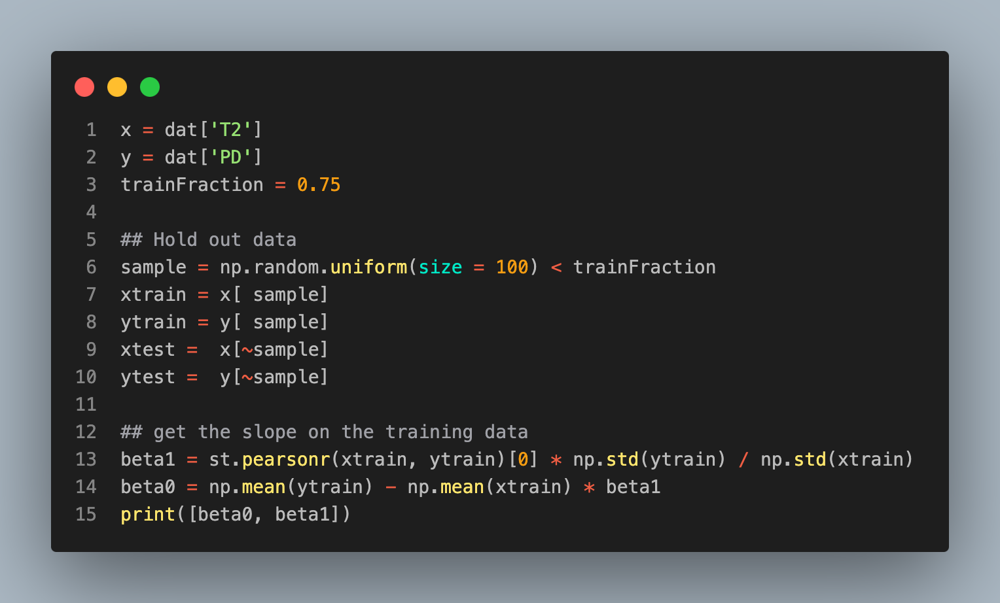 1 x = dat['T2']
2 y = dat['PD']
3 trainFraction = 0.75
4
5 ## Hold out data
6 sample = np.random.uniform(size = 100) < trainFraction
7 xtrain = x[ sample]
8 ytrain = y[ sample]
9 xtest =  x[~sample]
10 ytest =  y[~sample]
11
12 ## get the slope on the training data
13 beta1 = st.pearsonr(xtrain, ytrain)[0] * np.std(ytrain) / np.std(xtrain)
14 beta0 = np.mean(ytrain) - np.mean(xtrain) * beta1
15 print([beta0, beta1])